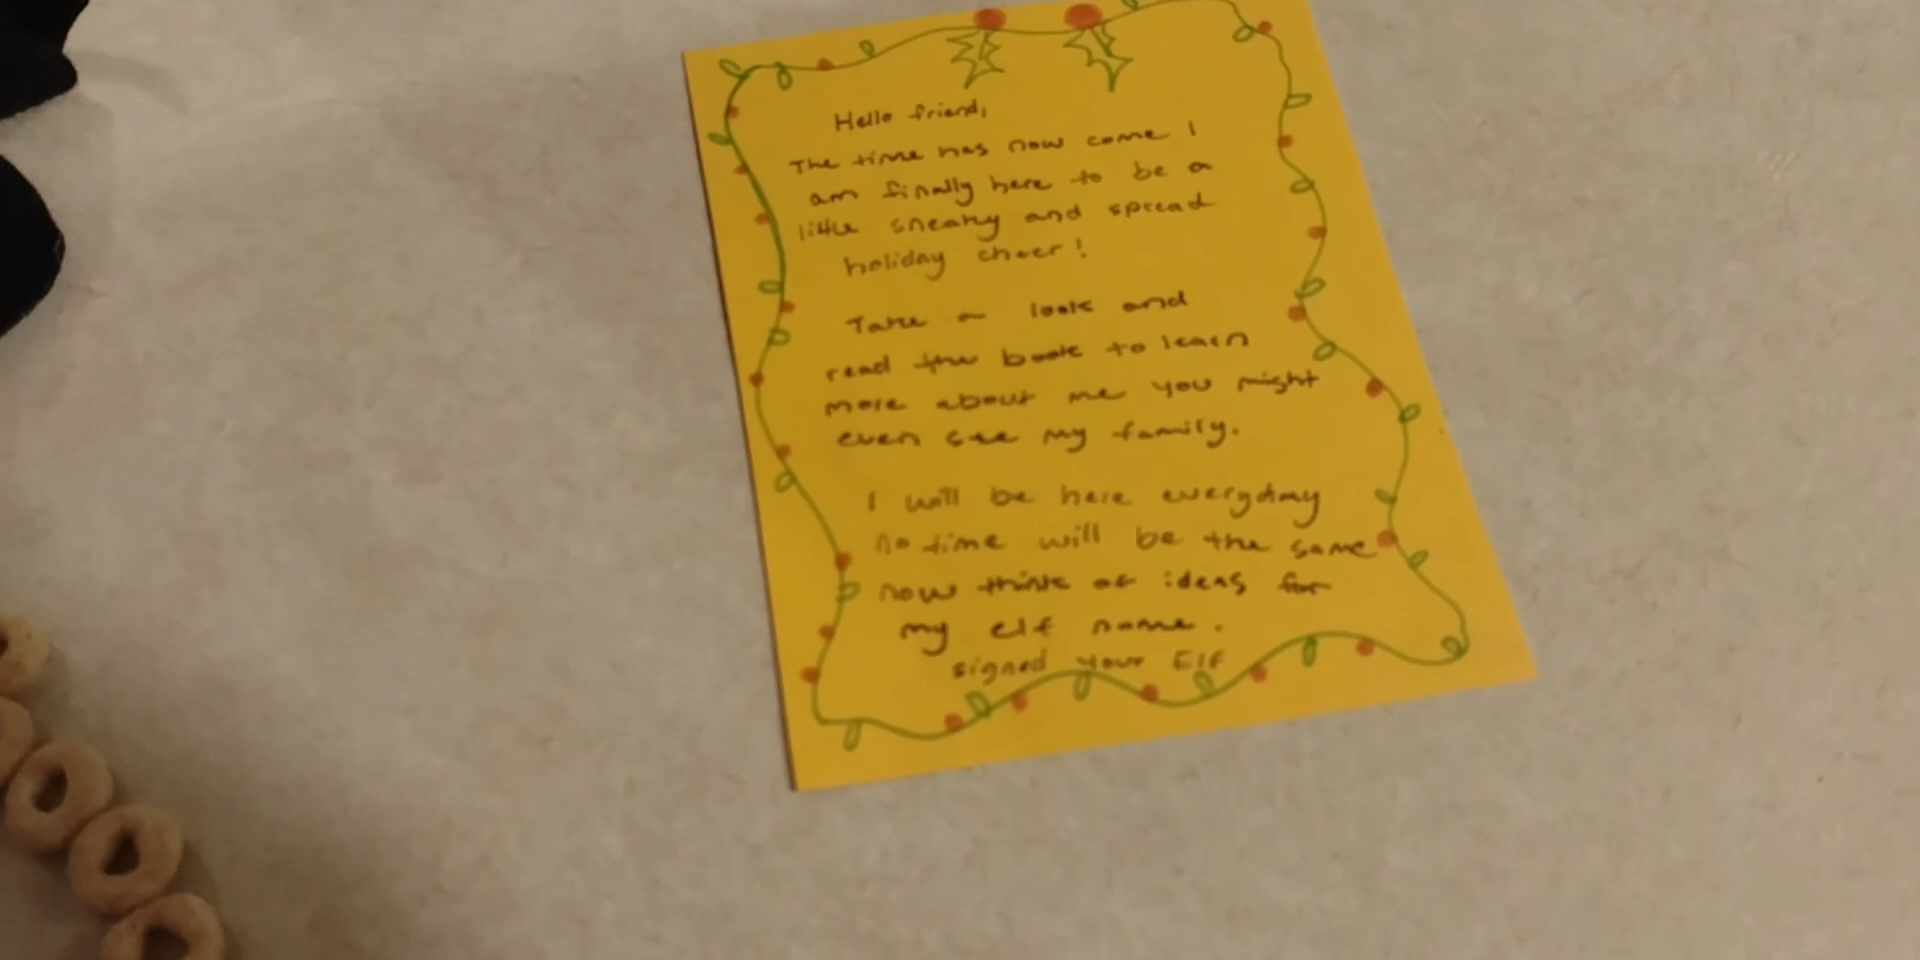 Hello friend,
The time has now come I
am finally here to be a
little sneaky and spread
holiday cheer!
Take a look and
read the book to learn
more about me you might
even see my family.
I will be here everyday
no time will be the same
now think of ideas for
my elf name.
signed your Elf